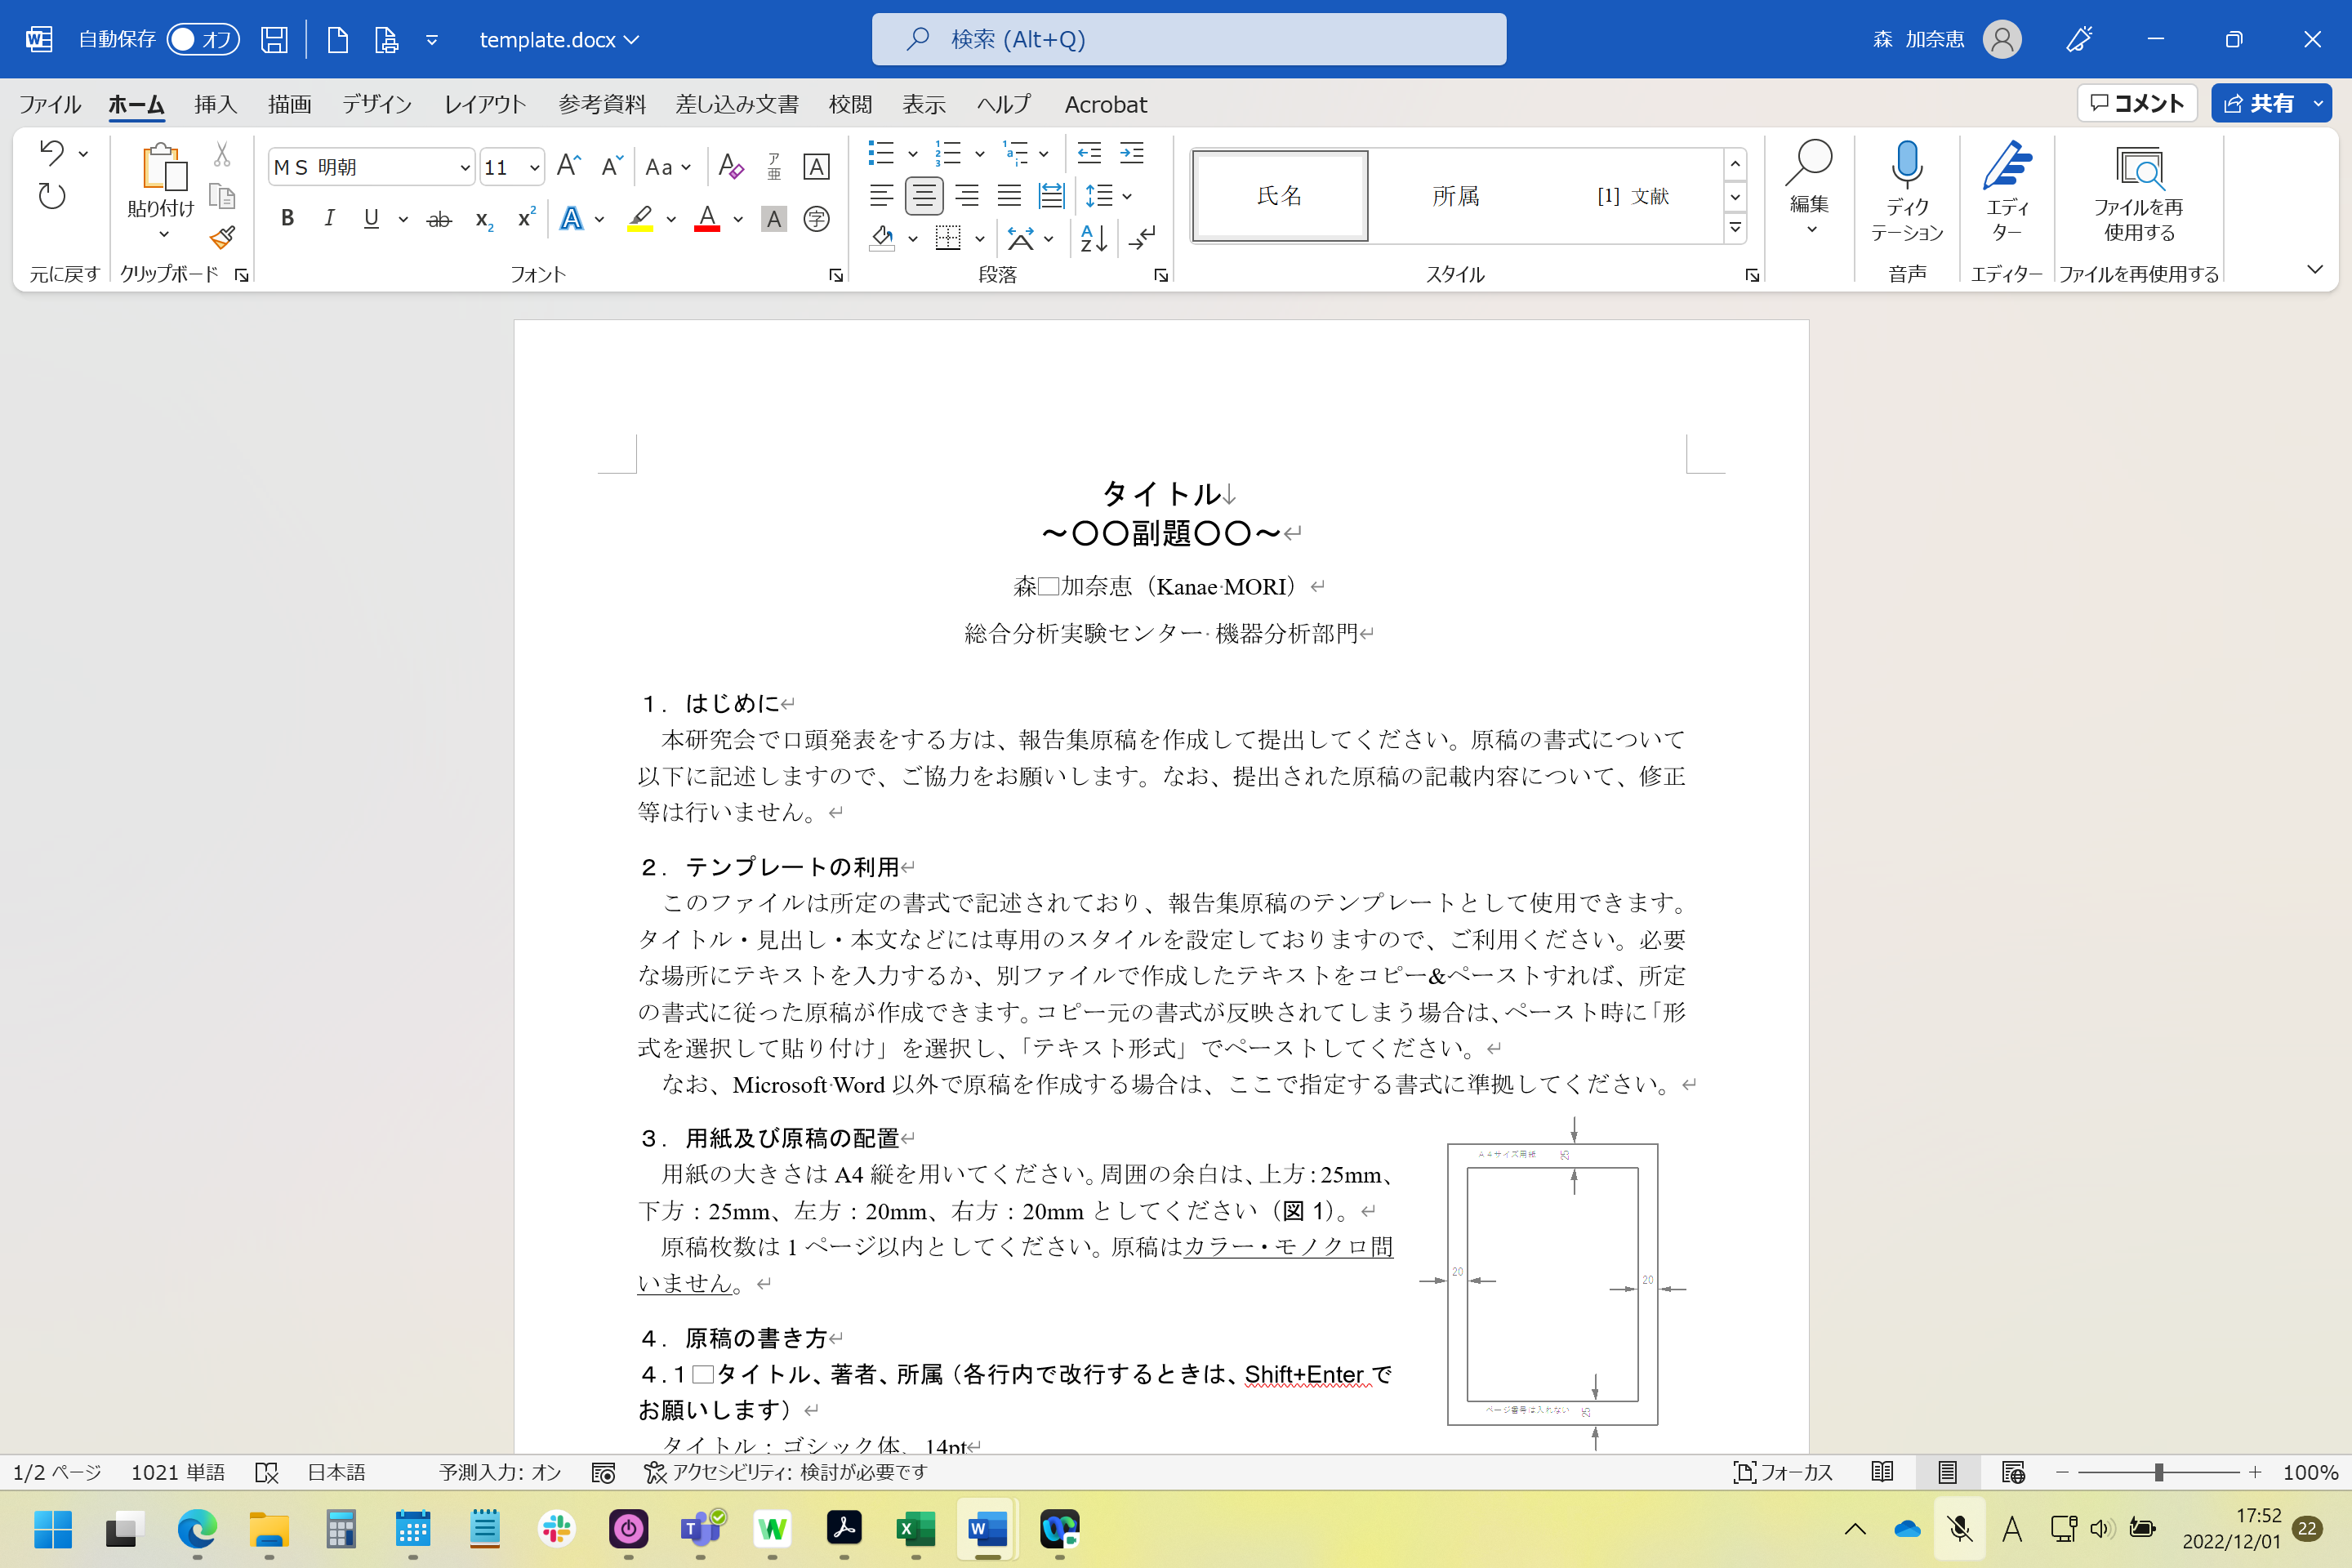 自動保存 オフ template.docx 検索 (Alt+Q) 森 加奈恵
ファイル ホーム 挿入 描画 デザイン レイアウト 参考資料 差し込み文書 校閲 表示 ヘルプ Acrobat コメント 共有
貼り付け ＭＳ 明朝 11 Aa 氏名 所属 [1] 文献 編集 ディクテーション エディター ファイルを再使用する
元に戻す クリップボード フォント 段落 スタイル 音声 エディター ファイルを再使用する
タイトル↓
～〇〇副題〇〇～↵
森□加奈恵（Kanae·MORI）↵
総合分析実験センター· 機器分析部門↵
１．はじめに↵
本研究会で口頭発表をする方は、報告集原稿を作成して提出してください。原稿の書式について
以下に記述しますので、ご協力をお願いします。なお、提出された原稿の記載内容について、修正
等は行いません。↵
２．テンプレートの利用↵
このファイルは所定の書式で記述されており、報告集原稿のテンプレートとして使用できます。
タイトル・見出し・本文などには専用のスタイルを設定しておりますので、ご利用ください。必要
な場所にテキストを入力するか、別ファイルで作成したテキストをコピー&ペーストすれば、所定
の書式に従った原稿が作成できます。コピー元の書式が反映されてしまう場合は、ペースト時に「形
式を選択して貼り付け」を選択し、「テキスト形式」でペーストしてください。↵
なお、Microsoft·Word 以外で原稿を作成する場合は、ここで指定する書式に準拠してください。↵
３．用紙及び原稿の配置↵
用紙の大きさは A4 縦を用いてください。周囲の余白は、上方：25mm、
下方：25mm、左方：20mm、右方：20mm としてください（図 1）。↵
原稿枚数は 1 ページ以内としてください。原稿はカラー・モノクロ問
いません。↵
Ａ４サイズ用紙 25
20 20
ページ番号は入れない 25
４．原稿の書き方↵
４.１□タイトル、著者、所属（各行内で改行するときは、Shift+Enter で
お願いします）↵
タイトル：ゴシック体、14pt↵
1/2 ページ 1021 単語 日本語 予測入力: オン アクセシビリティ: 検討が必要です フォーカス 100%
17:52
2022/12/01 22